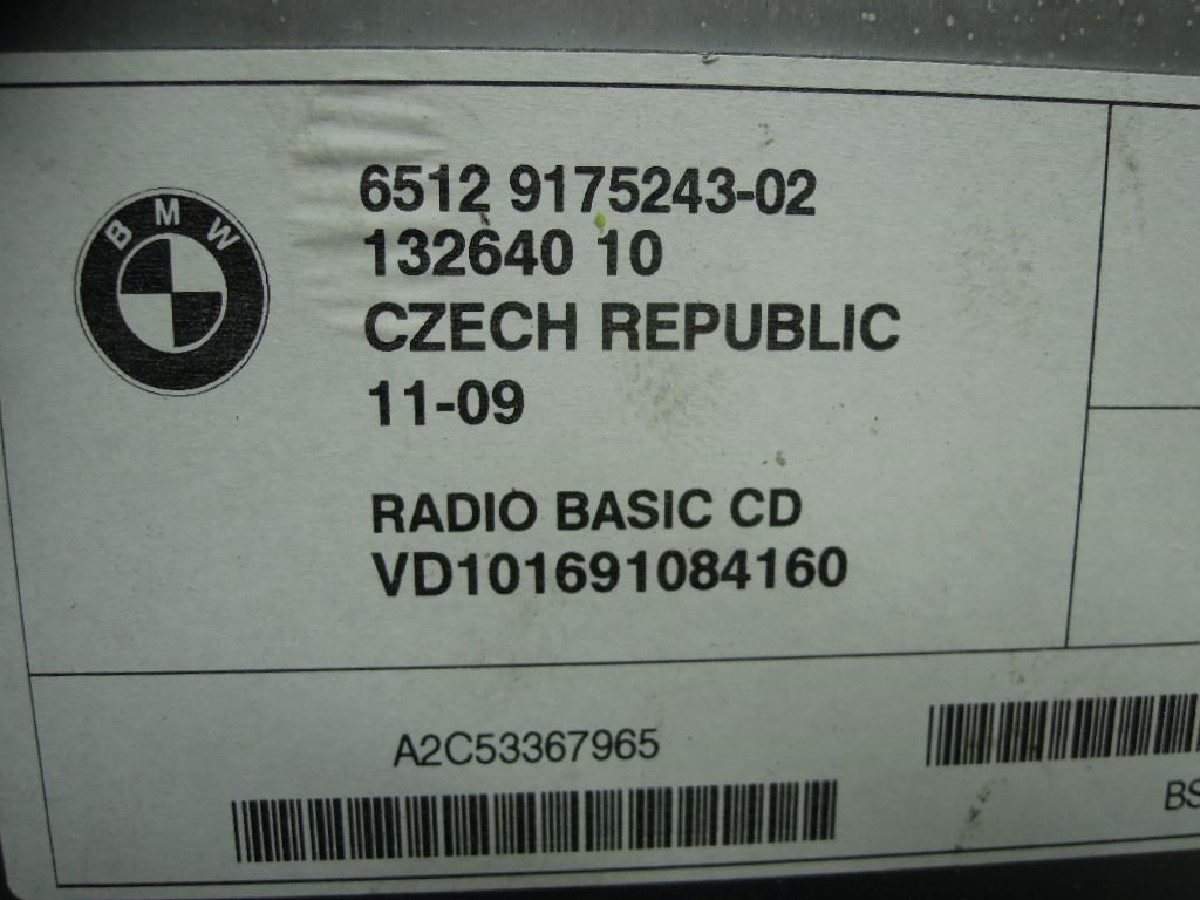 BMW
6512 9175243-02
132640 10
CZECH REPUBLIC
11-09
RADIO BASIC CD
VD101691084160
A2C53367965
BS